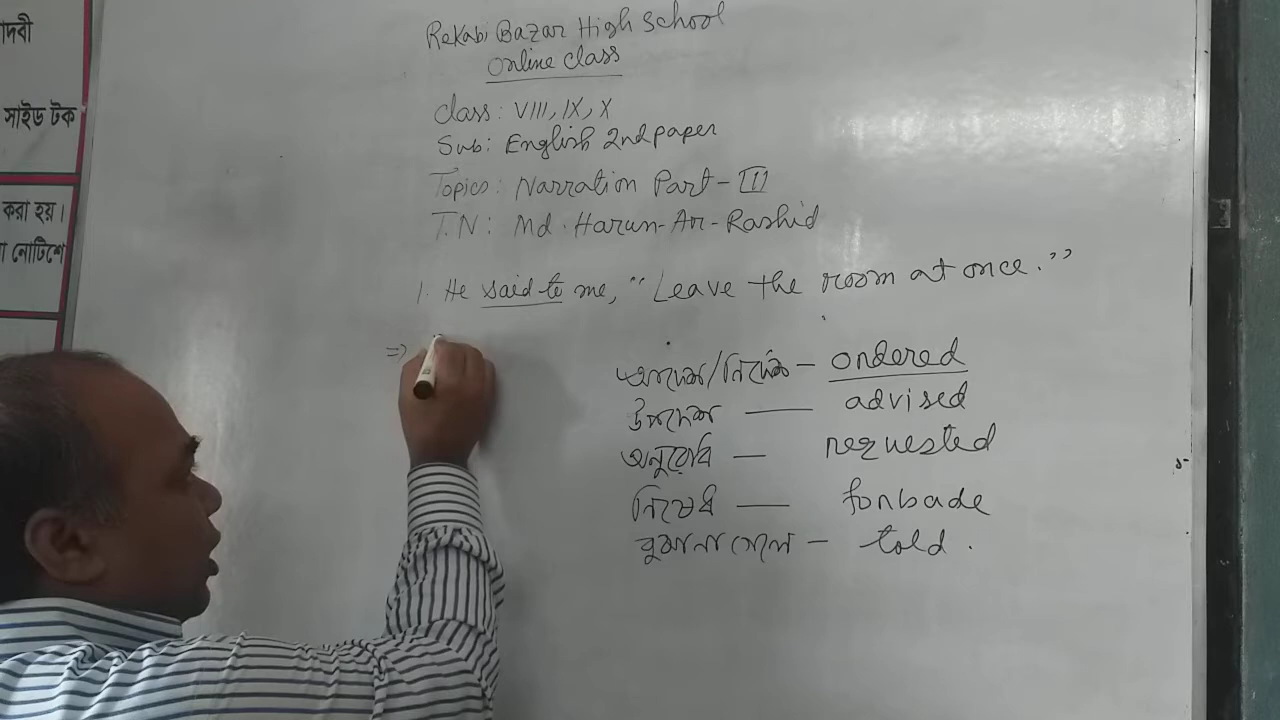 দবী
সাইড টক
করা হয়।
নোটিশে
Rekabi Bazar High School
Online class
Class: VIII, IX, X
Sub: English 2nd paper
Topics: Narration Part-III
T.N: Md. Harun-Ar-Rashid
1. He said to me, "Leave the room at once."
=>
আদেশ/নির্দেশ - ordered
উপদেশ — advised
অনুরোধ — requested
নিষেধ — forbade
বুঝা না গেলে - told.